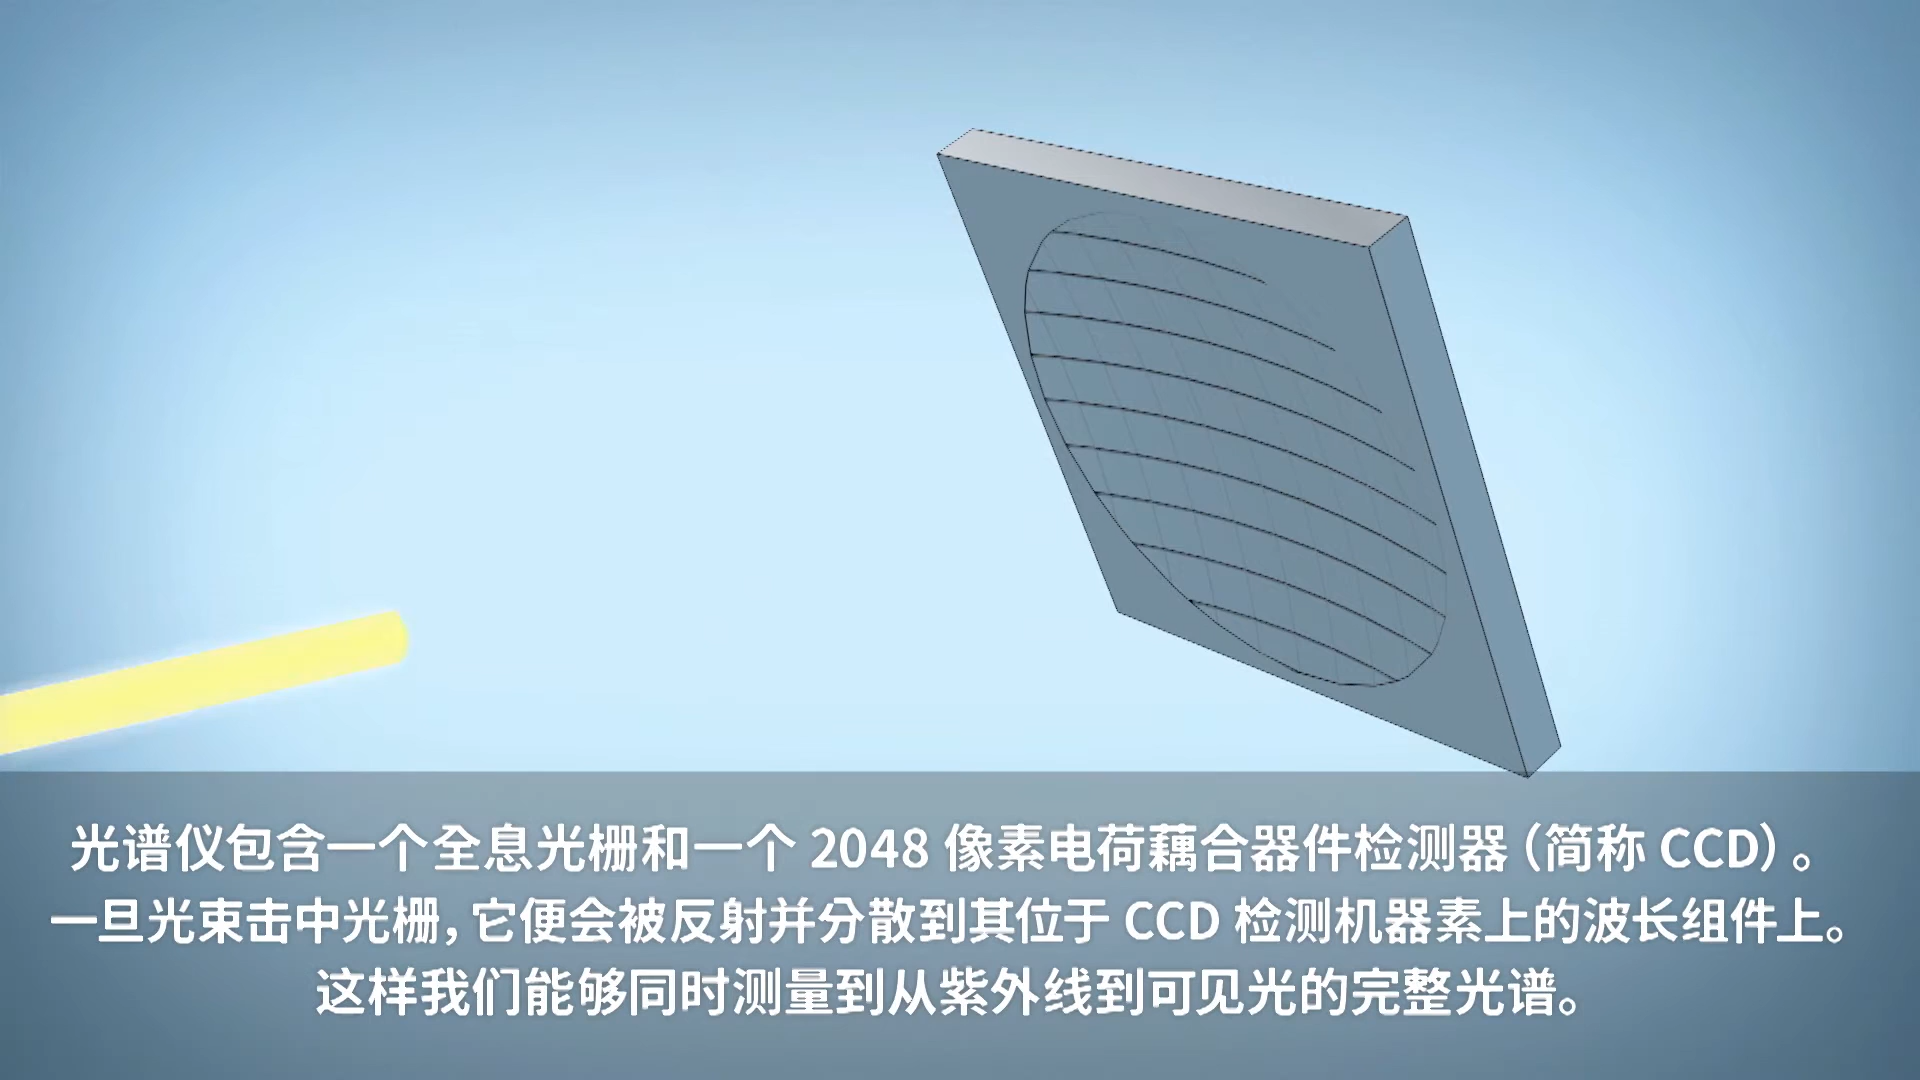 光谱仪包含一个全息光栅和一个 2048 像素电荷藕合器件检测器（简称 CCD）。
一旦光束击中光栅，它便会被反射并分散到其位于 CCD 检测机器素上的波长组件上。
这样我们能够同时测量到从紫外线到可见光的完整光谱。